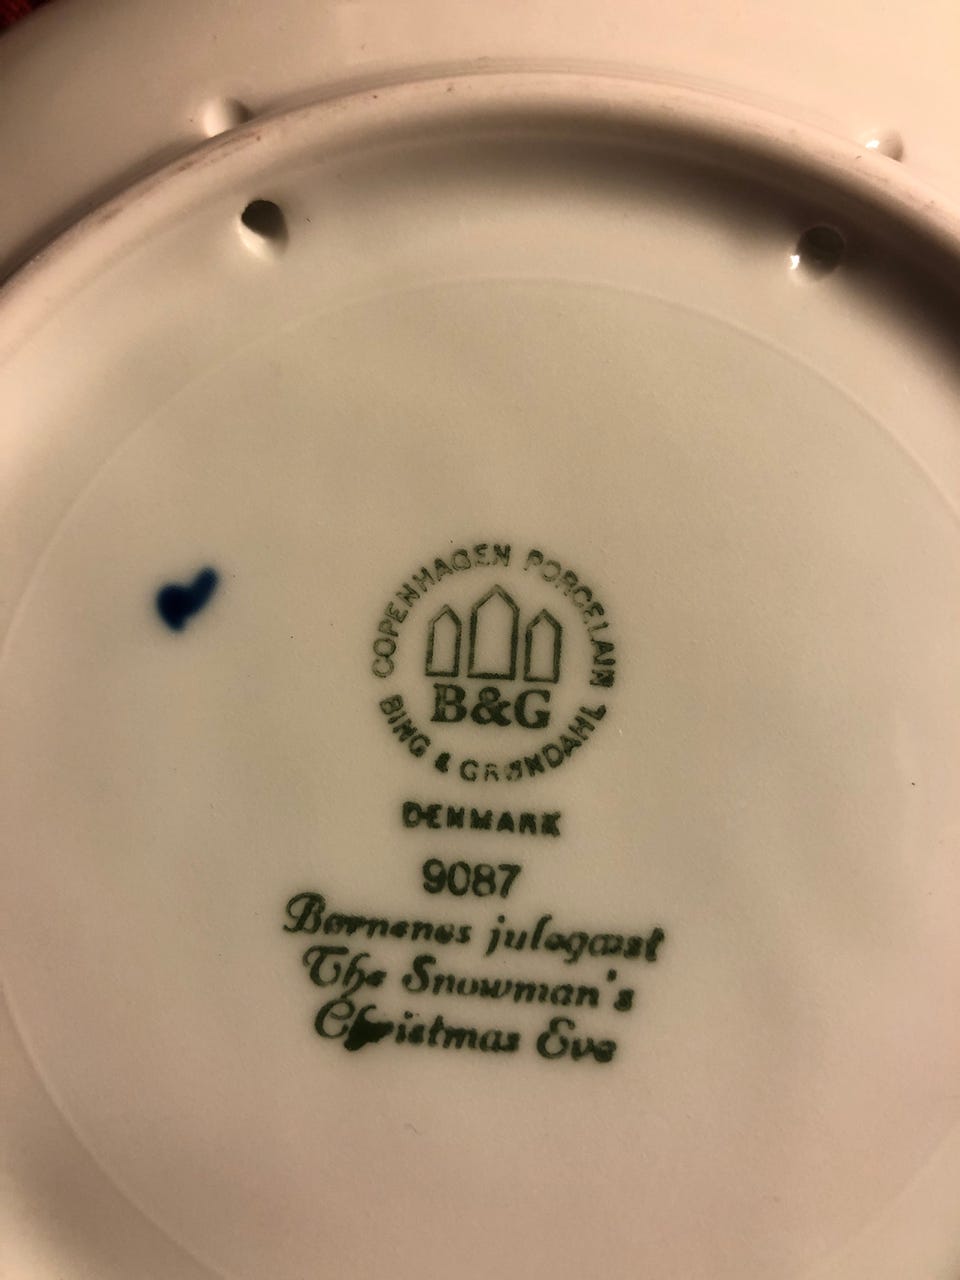 COPENHAGEN PORCELAIN
B&G
BING & GRØNDAHL
DENMARK
9087
Børnenes julegæst
The Snowman's
Christmas Eve